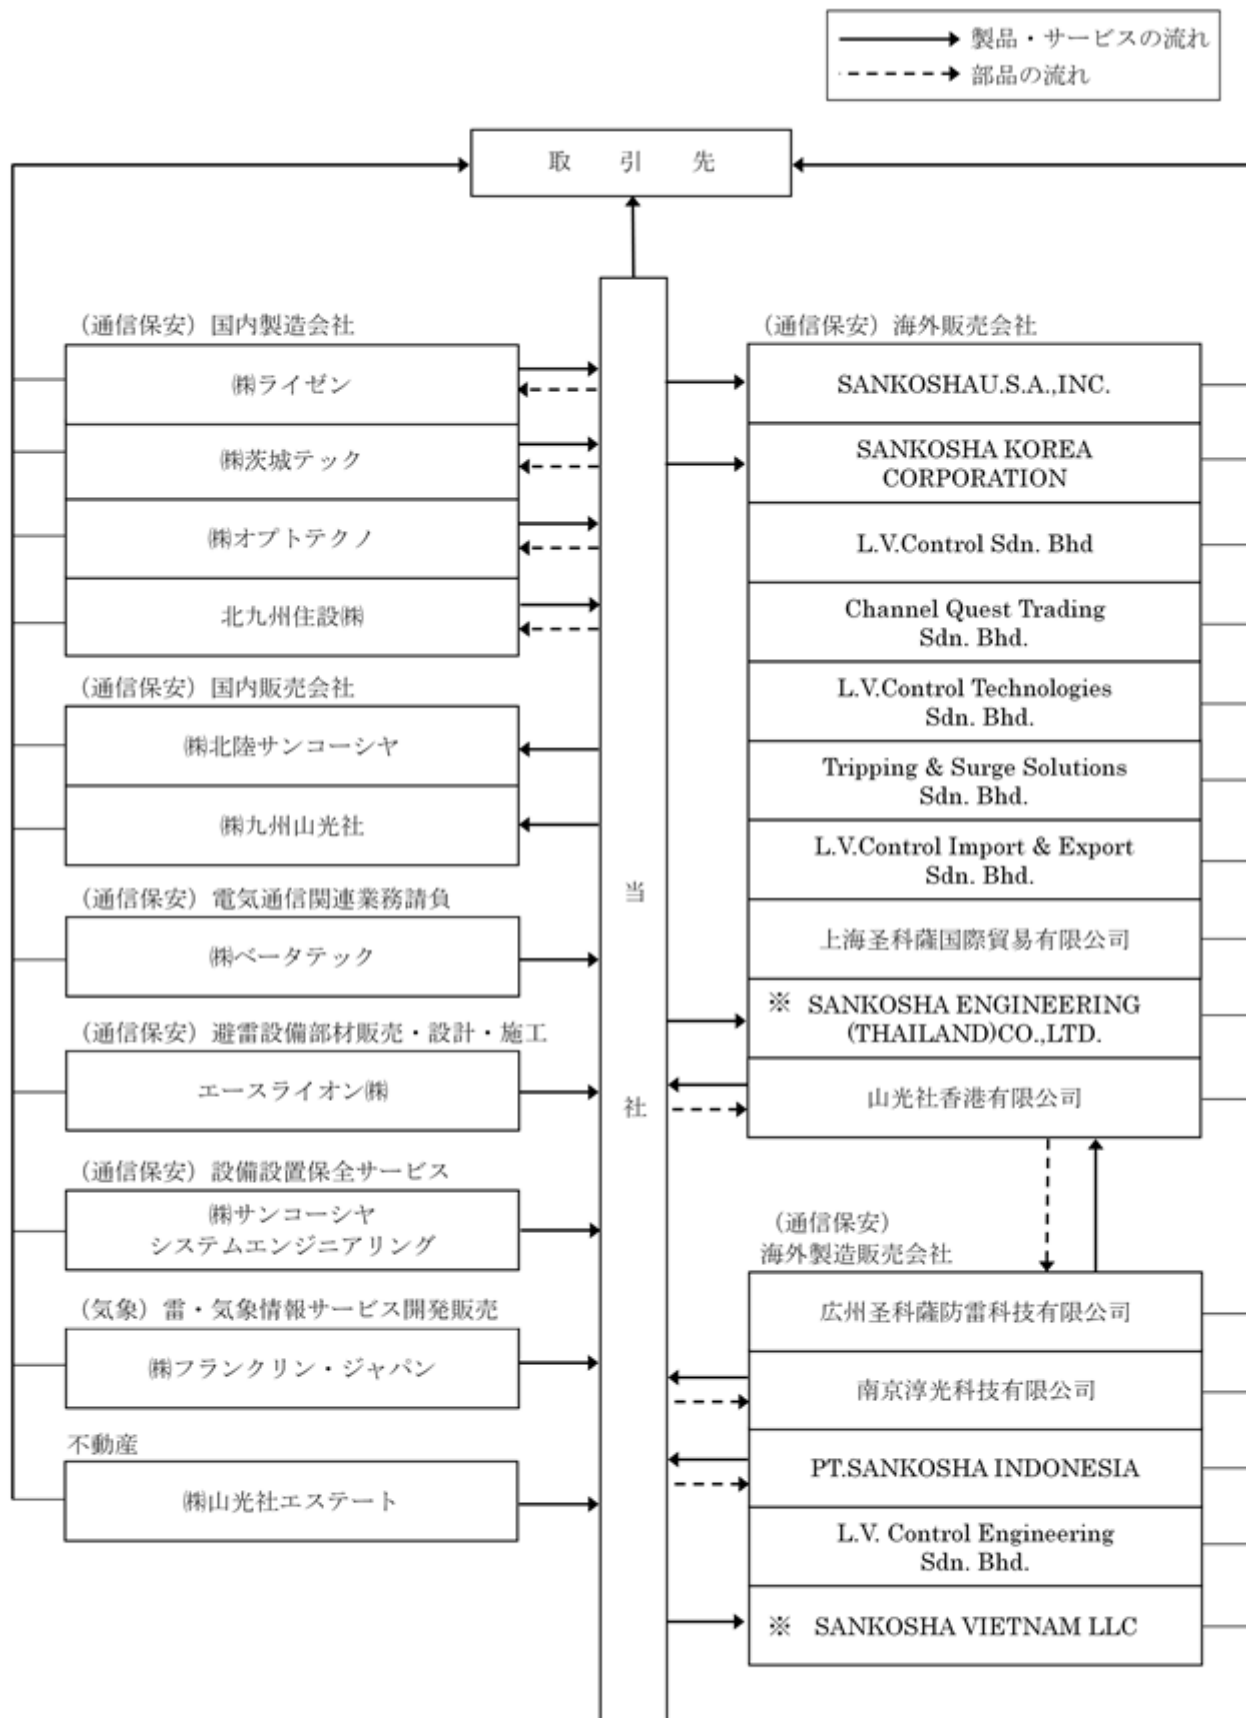 製品・サービスの流れ
部品の流れ
取 引 先
(通信保安)国内製造会社
㈱ライゼン
㈱茨城テック
㈱オプトテクノ
北九州住設㈱
(通信保安)国内販売会社
㈱北陸サンコーシヤ
㈱九州山光社
(通信保安)電気通信関連業務請負
㈱ベータテック
(通信保安)避雷設備部材販売・設計・施工
エースライオン㈱
(通信保安)設備設置保全サービス
㈱サンコーシヤ
システムエンジニアリング
(気象)雷・気象情報サービス開発販売
㈱フランクリン・ジャパン
不動産
㈱山光社エステート
当
社
(通信保安)海外販売会社
SANKOSHAU.S.A.,INC.
SANKOSHA KOREA
CORPORATION
L.V.Control Sdn. Bhd
Channel Quest Trading
Sdn. Bhd.
L.V.Control Technologies
Sdn. Bhd.
Tripping & Surge Solutions
Sdn. Bhd.
L.V.Control Import & Export
Sdn. Bhd.
上海圣科薩国際貿易有限公司
※ SANKOSHA ENGINEERING
(THAILAND)CO.,LTD.
山光社香港有限公司
(通信保安)
海外製造販売会社
広州圣科薩防雷科技有限公司
南京淳光科技有限公司
PT.SANKOSHA INDONESIA
L.V. Control Engineering
Sdn. Bhd.
※ SANKOSHA VIETNAM LLC